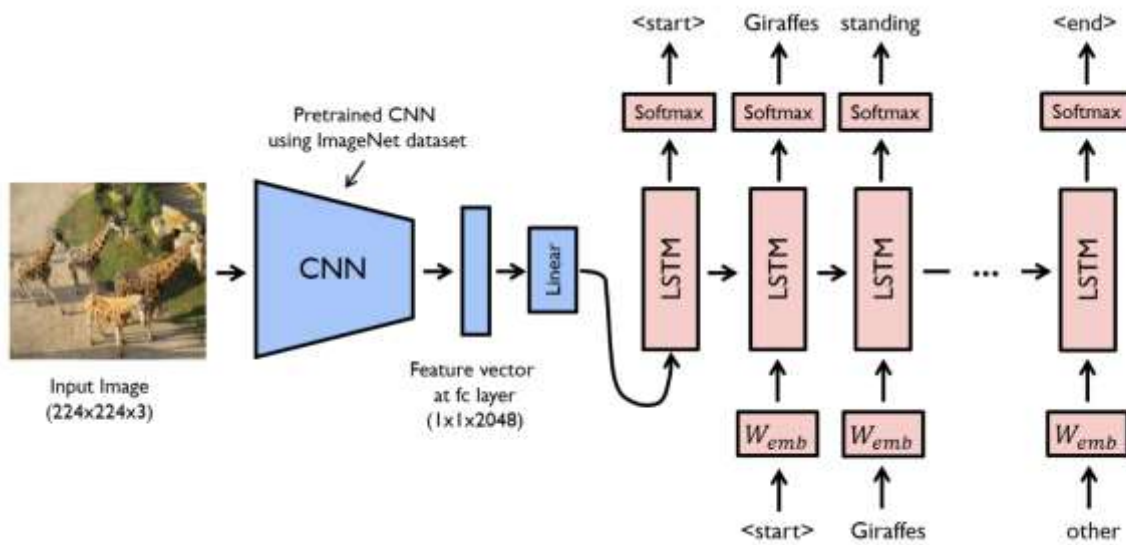 <start> Giraffes standing <end>
Softmax Softmax Softmax Softmax
Pretrained CNN
using ImageNet dataset
CNN
Linear
LSTM LSTM LSTM ... LSTM
Input Image
(224x224x3)
Feature vector
at fc layer
(1x1x2048)
W_emb W_emb W_emb
<start> Giraffes other